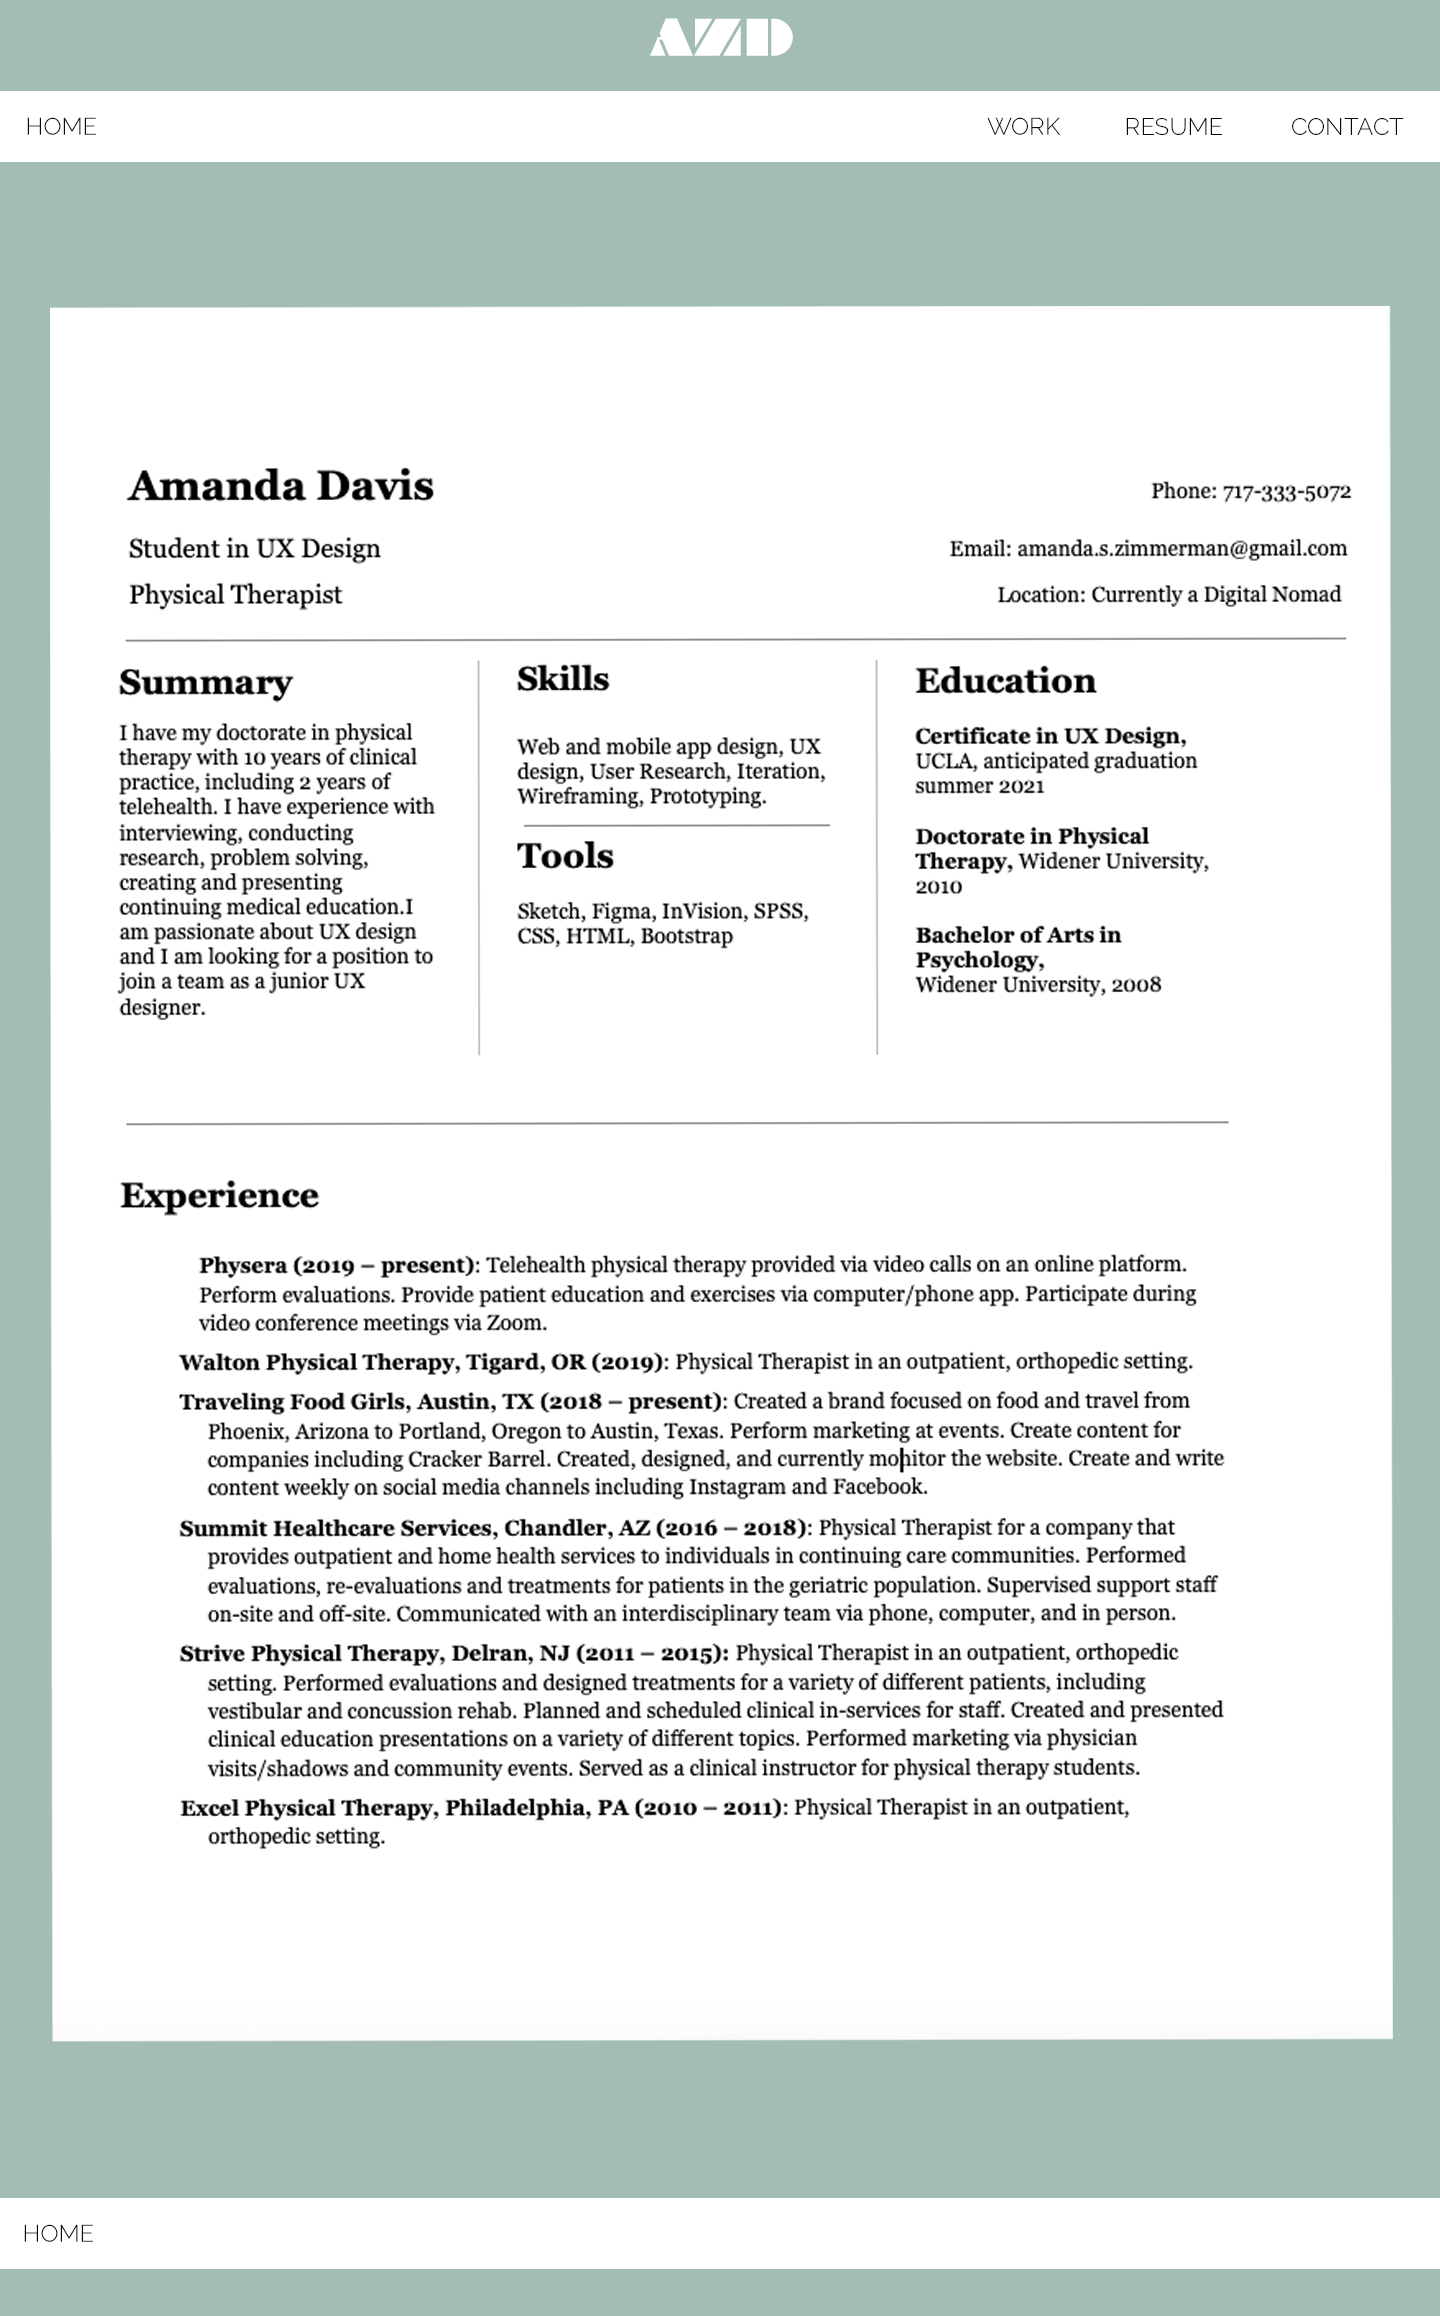 AZD
HOME WORK RESUME CONTACT
Amanda Davis
Phone: 717-333-5072
Student in UX Design
Email: amanda.s.zimmerman@gmail.com
Physical Therapist
Location: Currently a Digital Nomad
Summary
I have my doctorate in physical
therapy with 10 years of clinical
practice, including 2 years of
telehealth. I have experience with
interviewing, conducting
research, problem solving,
creating and presenting
continuing medical education.I
am passionate about UX design
and I am looking for a position to
join a team as a junior UX
designer.
Skills
Web and mobile app design, UX
design, User Research, Iteration,
Wireframing, Prototyping.
Tools
Sketch, Figma, InVision, SPSS,
CSS, HTML, Bootstrap
Education
Certificate in UX Design,
UCLA, anticipated graduation
summer 2021
Doctorate in Physical
Therapy, Widener University,
2010
Bachelor of Arts in
Psychology,
Widener University, 2008
Experience
Physera (2019 – present): Telehealth physical therapy provided via video calls on an online platform.
Perform evaluations. Provide patient education and exercises via computer/phone app. Participate during
video conference meetings via Zoom.
Walton Physical Therapy, Tigard, OR (2019): Physical Therapist in an outpatient, orthopedic setting.
Traveling Food Girls, Austin, TX (2018 – present): Created a brand focused on food and travel from
Phoenix, Arizona to Portland, Oregon to Austin, Texas. Perform marketing at events. Create content for
companies including Cracker Barrel. Created, designed, and currently monitor the website. Create and write
content weekly on social media channels including Instagram and Facebook.
Summit Healthcare Services, Chandler, AZ (2016 – 2018): Physical Therapist for a company that
provides outpatient and home health services to individuals in continuing care communities. Performed
evaluations, re-evaluations and treatments for patients in the geriatric population. Supervised support staff
on-site and off-site. Communicated with an interdisciplinary team via phone, computer, and in person.
Strive Physical Therapy, Delran, NJ (2011 – 2015): Physical Therapist in an outpatient, orthopedic
setting. Performed evaluations and designed treatments for a variety of different patients, including
vestibular and concussion rehab. Planned and scheduled clinical in-services for staff. Created and presented
clinical education presentations on a variety of different topics. Performed marketing via physician
visits/shadows and community events. Served as a clinical instructor for physical therapy students.
Excel Physical Therapy, Philadelphia, PA (2010 – 2011): Physical Therapist in an outpatient,
orthopedic setting.
HOME